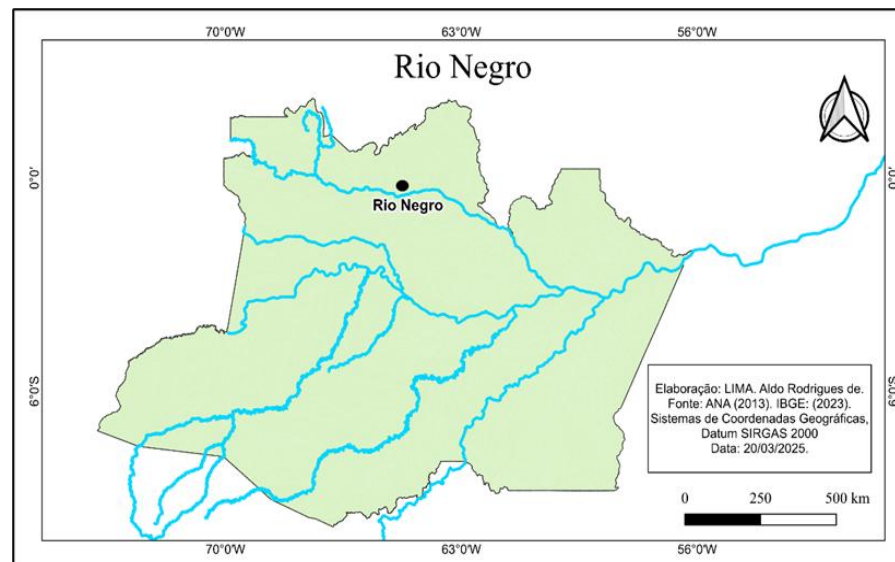 70°0'W 63°0'W 56°0'W
Rio Negro
0°0' 0°0'
Rio Negro
6°0'S 6°0'S
Elaboração: LIMA. Aldo Rodrigues de.
Fonte: ANA (2013). IBGE: (2023).
Sistemas de Coordenadas Geográficas,
Datum SIRGAS 2000
Data: 20/03/2025.
0 250 500 km
70°0'W 63°0'W 56°0'W